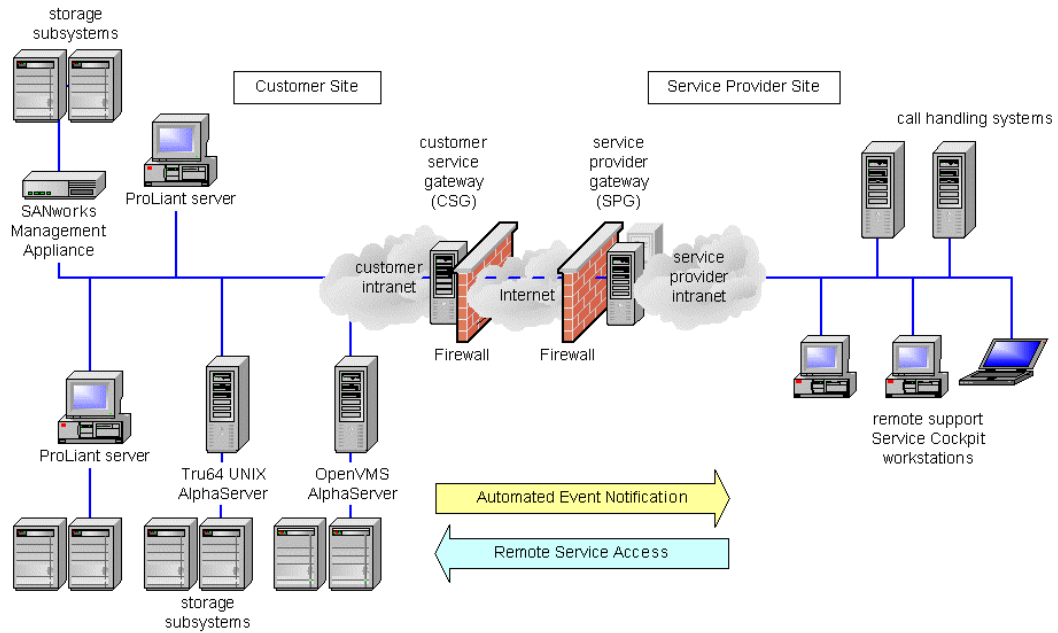 storage
subsystems
Customer Site
Service Provider Site
call handling systems
customer
service
gateway
(CSG)
service
provider
gateway
(SPG)
ProLiant server
SANworks
Management
Appliance
customer
intranet
Internet
service
provider
intranet
Firewall
Firewall
ProLiant server
Tru64 UNIX
AlphaServer
OpenVMS
AlphaServer
remote support
Service Cockpit
workstations
Automated Event Notification
Remote Service Access
storage
subsystems